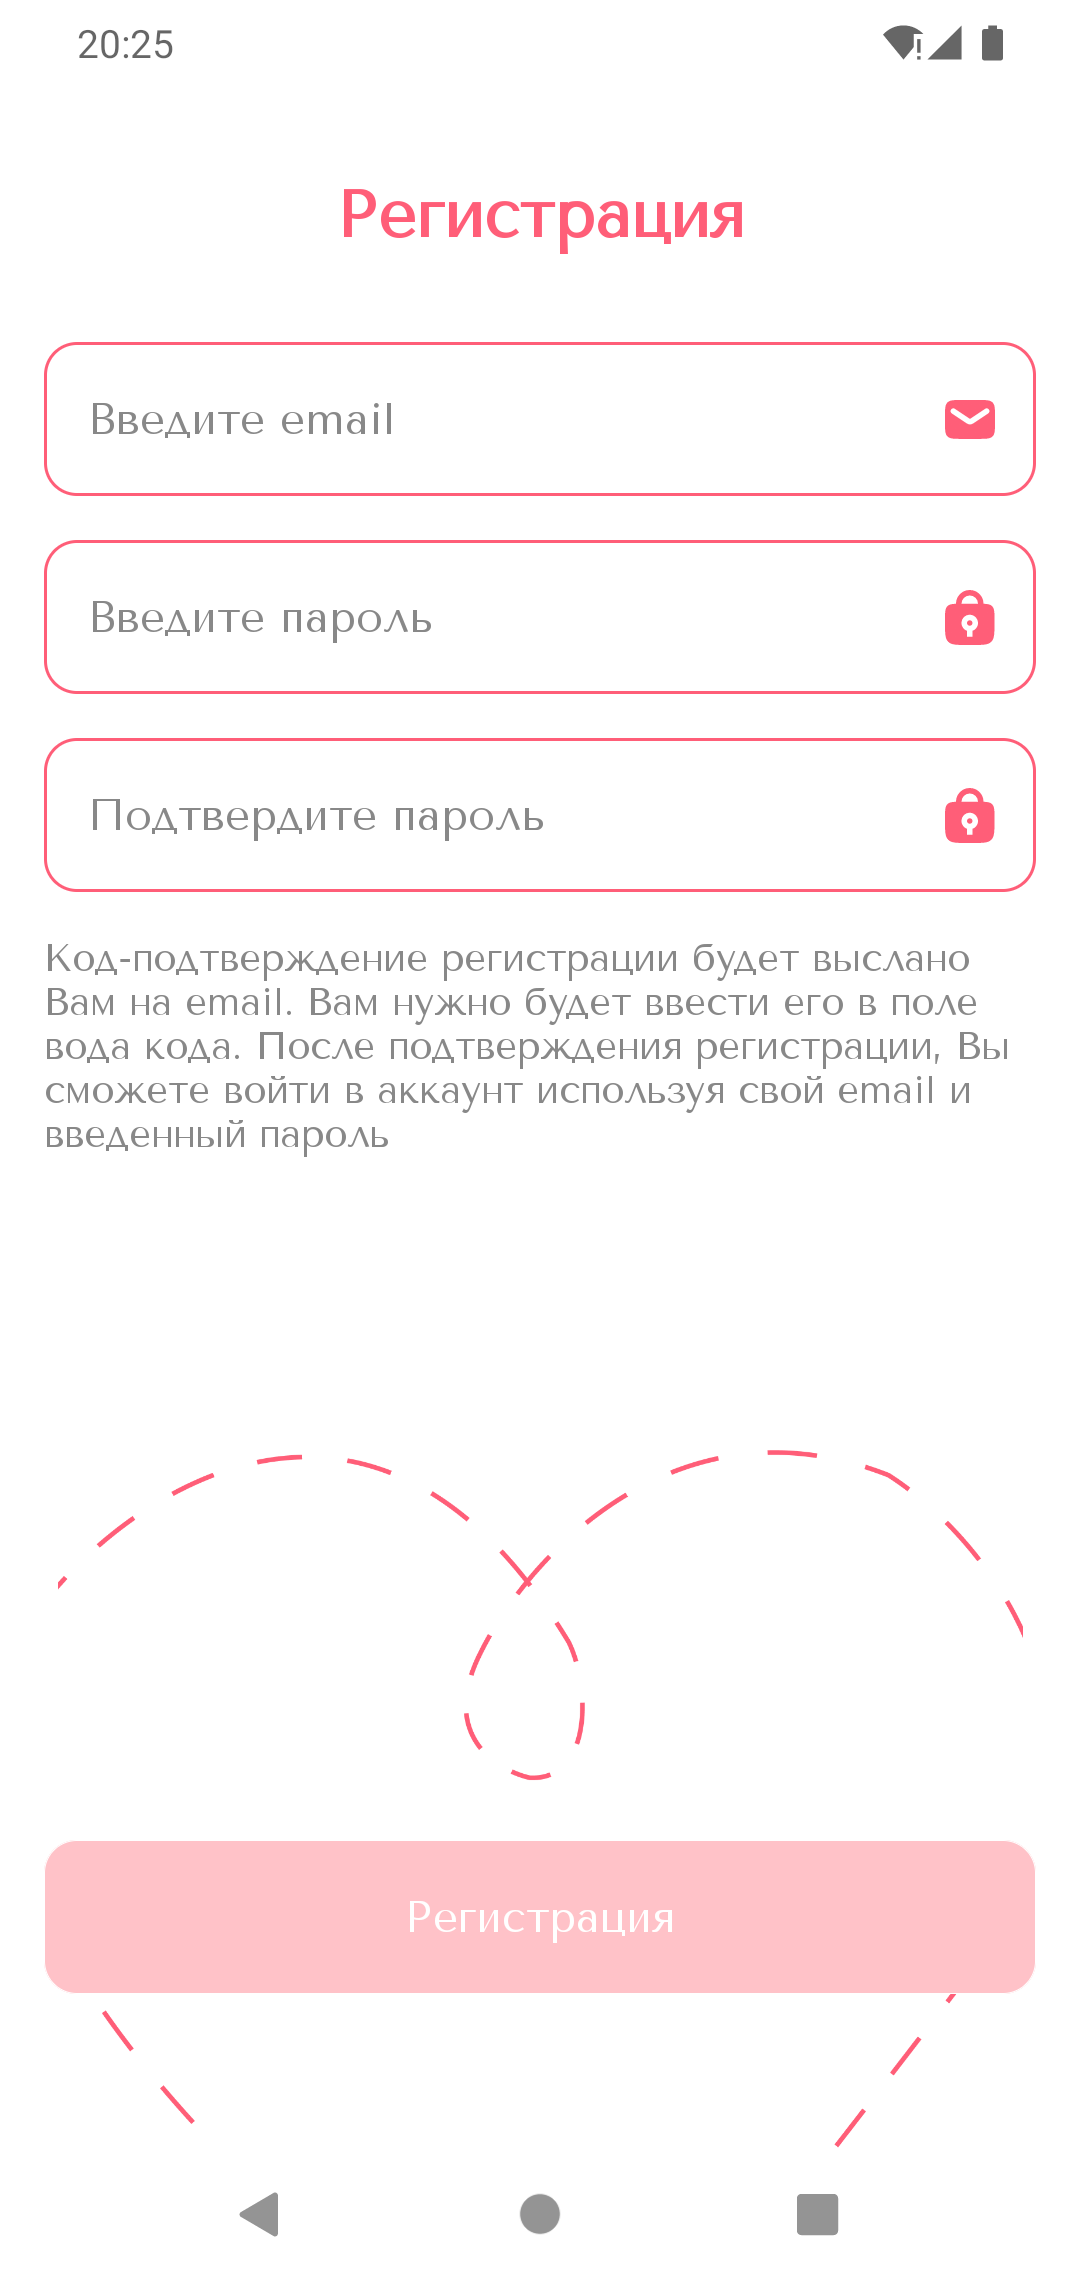 20:25
Регистрация
Введите email
Введите пароль
Подтвердите пароль
Код-подтверждение регистрации будет выслано
Вам на email. Вам нужно будет ввести его в поле
вода кода. После подтверждения регистрации, Вы
сможете войти в аккаунт используя свой email и
введенный пароль
Регистрация